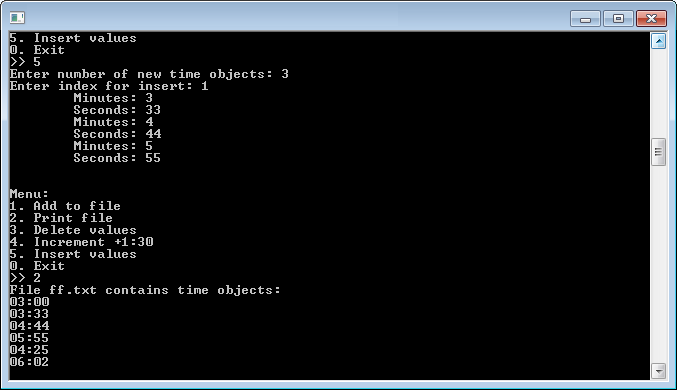 5. Insert values
0. Exit
>> 5
Enter number of new time objects: 3
Enter index for insert: 1
        Minutes: 3
        Seconds: 33
        Minutes: 4
        Seconds: 44
        Minutes: 5
        Seconds: 55
Menu:
1. Add to file
2. Print file
3. Delete values
4. Increment +1:30
5. Insert values
0. Exit
>> 2
File ff.txt contains time objects:
03:00
03:33
04:44
05:55
04:25
06:02